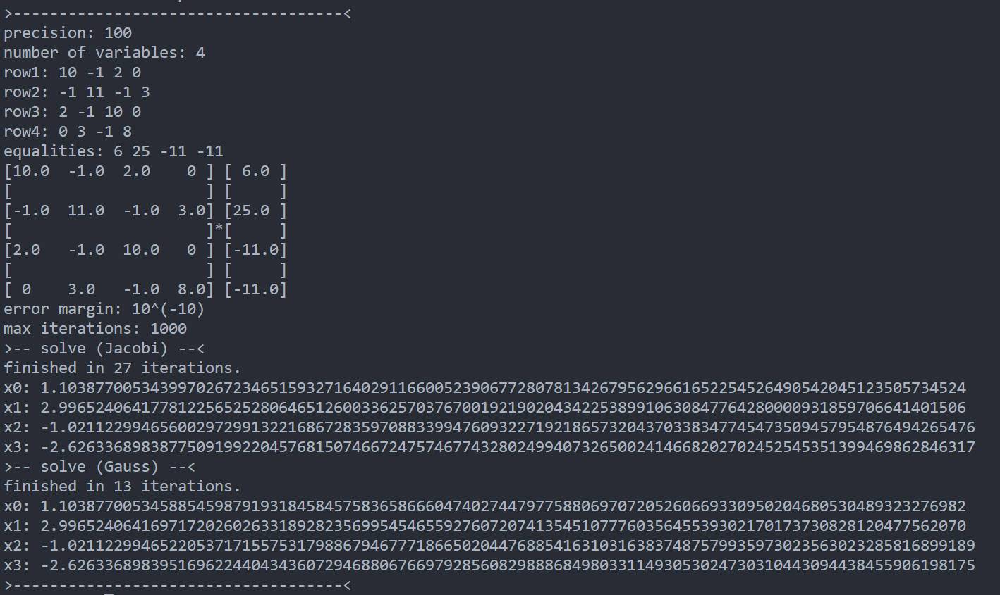 >------------------------------------<
precision: 100
number of variables: 4
row1: 10 -1 2 0
row2: -1 11 -1 3
row3: 2 -1 10 0
row4: 0 3 -1 8
equalities: 6 25 -11 -11
[10.0  -1.0  2.0    0 ] [ 6.0 ]
[                     ] [     ]
[-1.0  11.0  -1.0  3.0] [25.0 ]
[                     ]*[     ]
[2.0   -1.0  10.0   0 ] [-11.0]
[                     ] [     ]
[ 0    3.0   -1.0  8.0] [-11.0]
error margin: 10^(-10)
max iterations: 1000
>-- solve (Jacobi) --<
finished in 27 iterations.
x0: 1.103877005343997026723465159327164029116600523906772807813426795629661652254526490542045123505734524
x1: 2.996524064177812256525280646512600336257037670019219020434225389910630847764280000931859706641401506
x2: -1.021122994656002972991322168672835970883399476093227192186573204370338347745473509457954876494265476
x3: -2.626336898387750919922045768150746672475746774328024994073265002414668202702452545351399469862846317
>-- solve (Gauss) --<
finished in 13 iterations.
x0: 1.103877005345885459879193184584575836586660474027447977588069707205260669330950204680530489323276982
x1: 2.996524064169717202602633189282356995454655927607207413545107776035645539302170173730828120477562070
x2: -1.021122994652205371715575317988679467771866502044768854163103163837487579935973023563023285816899189
x3: -2.626336898395169622440434360729468806766979285608298886849803311493053024730310443094438455906198175
>------------------------------------<